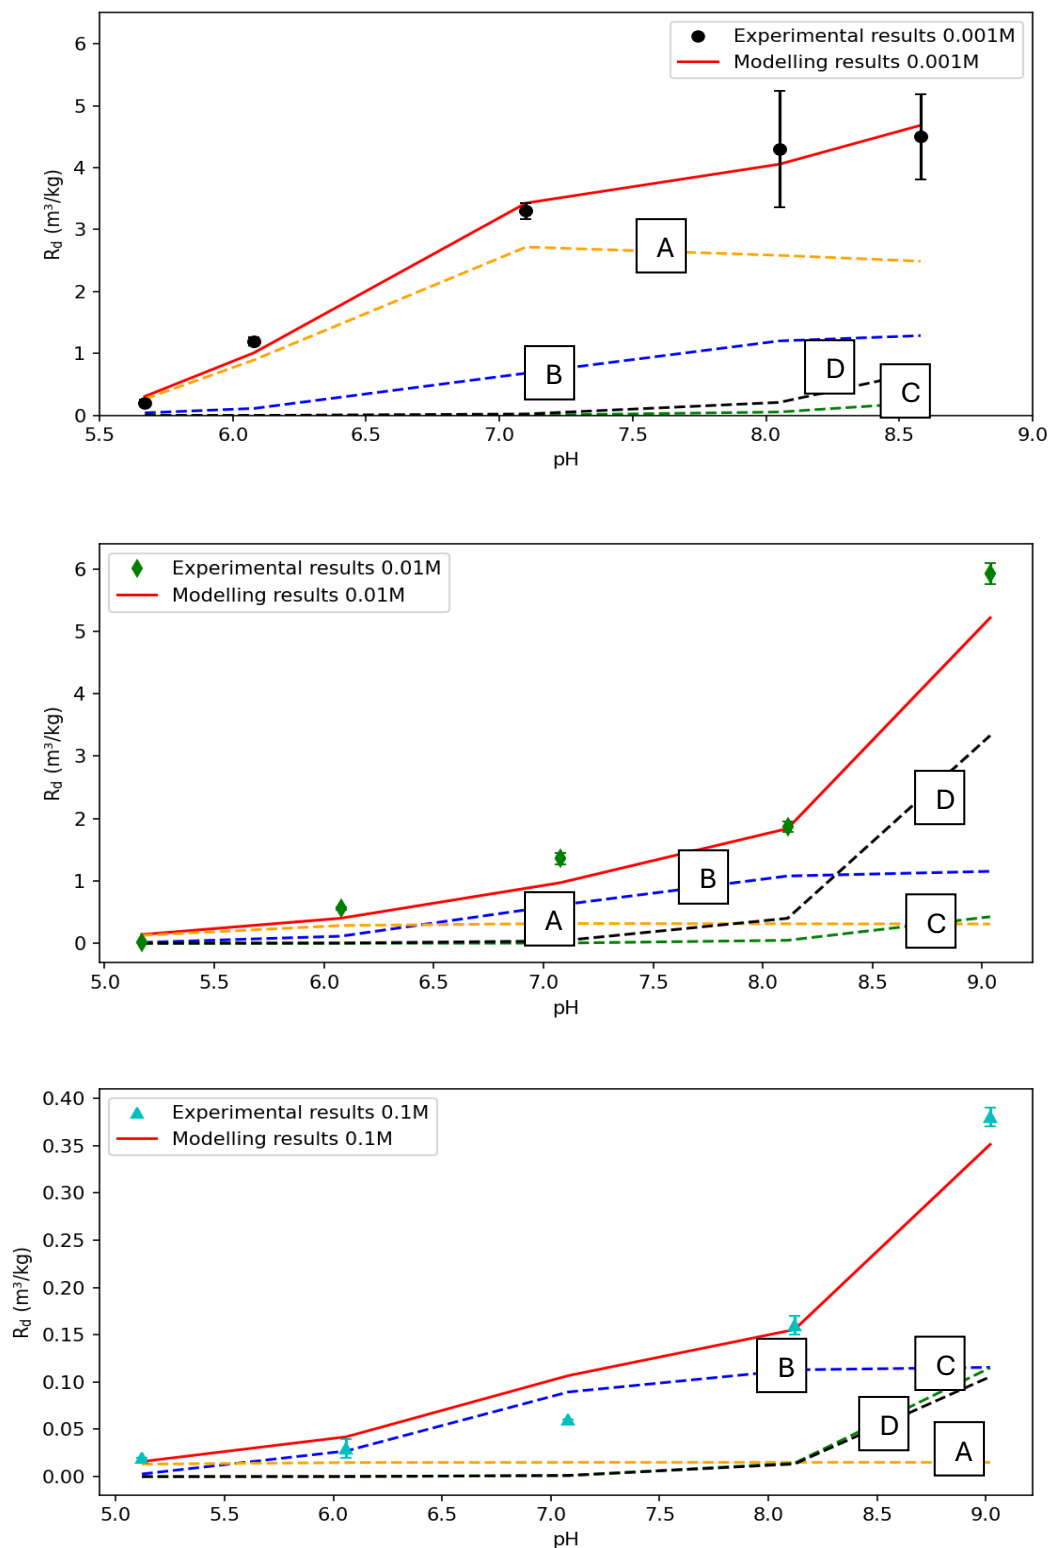 6
5
4
3
2
1
0
R_d (m³/kg)
Experimental results 0.001M
Modelling results 0.001M
A
B
D
C
5.5 6.0 6.5 7.0 7.5 8.0 8.5 9.0
pH
6
5
4
3
2
1
0
R_d (m³/kg)
Experimental results 0.01M
Modelling results 0.01M
D
B
A
C
5.0 5.5 6.0 6.5 7.0 7.5 8.0 8.5 9.0
pH
0.40
0.35
0.30
0.25
0.20
0.15
0.10
0.05
0.00
R_d (m³/kg)
Experimental results 0.1M
Modelling results 0.1M
B
C
D
A
5.0 5.5 6.0 6.5 7.0 7.5 8.0 8.5 9.0
pH